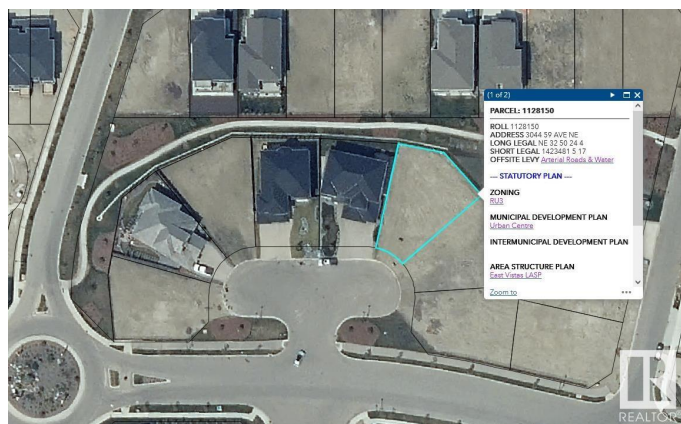 (1 of 2)
PARCEL: 1128150
ROLL 1128150
ADDRESS 3044 59 AVE NE
LONG LEGAL NE 32 50 24 4
SHORT LEGAL 1423481 5 17
OFFSITE LEVY Arterial Roads & Water
--- STATUTORY PLAN ---
ZONING
RU3
MUNICIPAL DEVELOPMENT PLAN
Urban Centre
INTERMUNICIPAL DEVELOPMENT PLAN
AREA STRUCTURE PLAN
East Vistas LASP
Zoom to
REALTOR